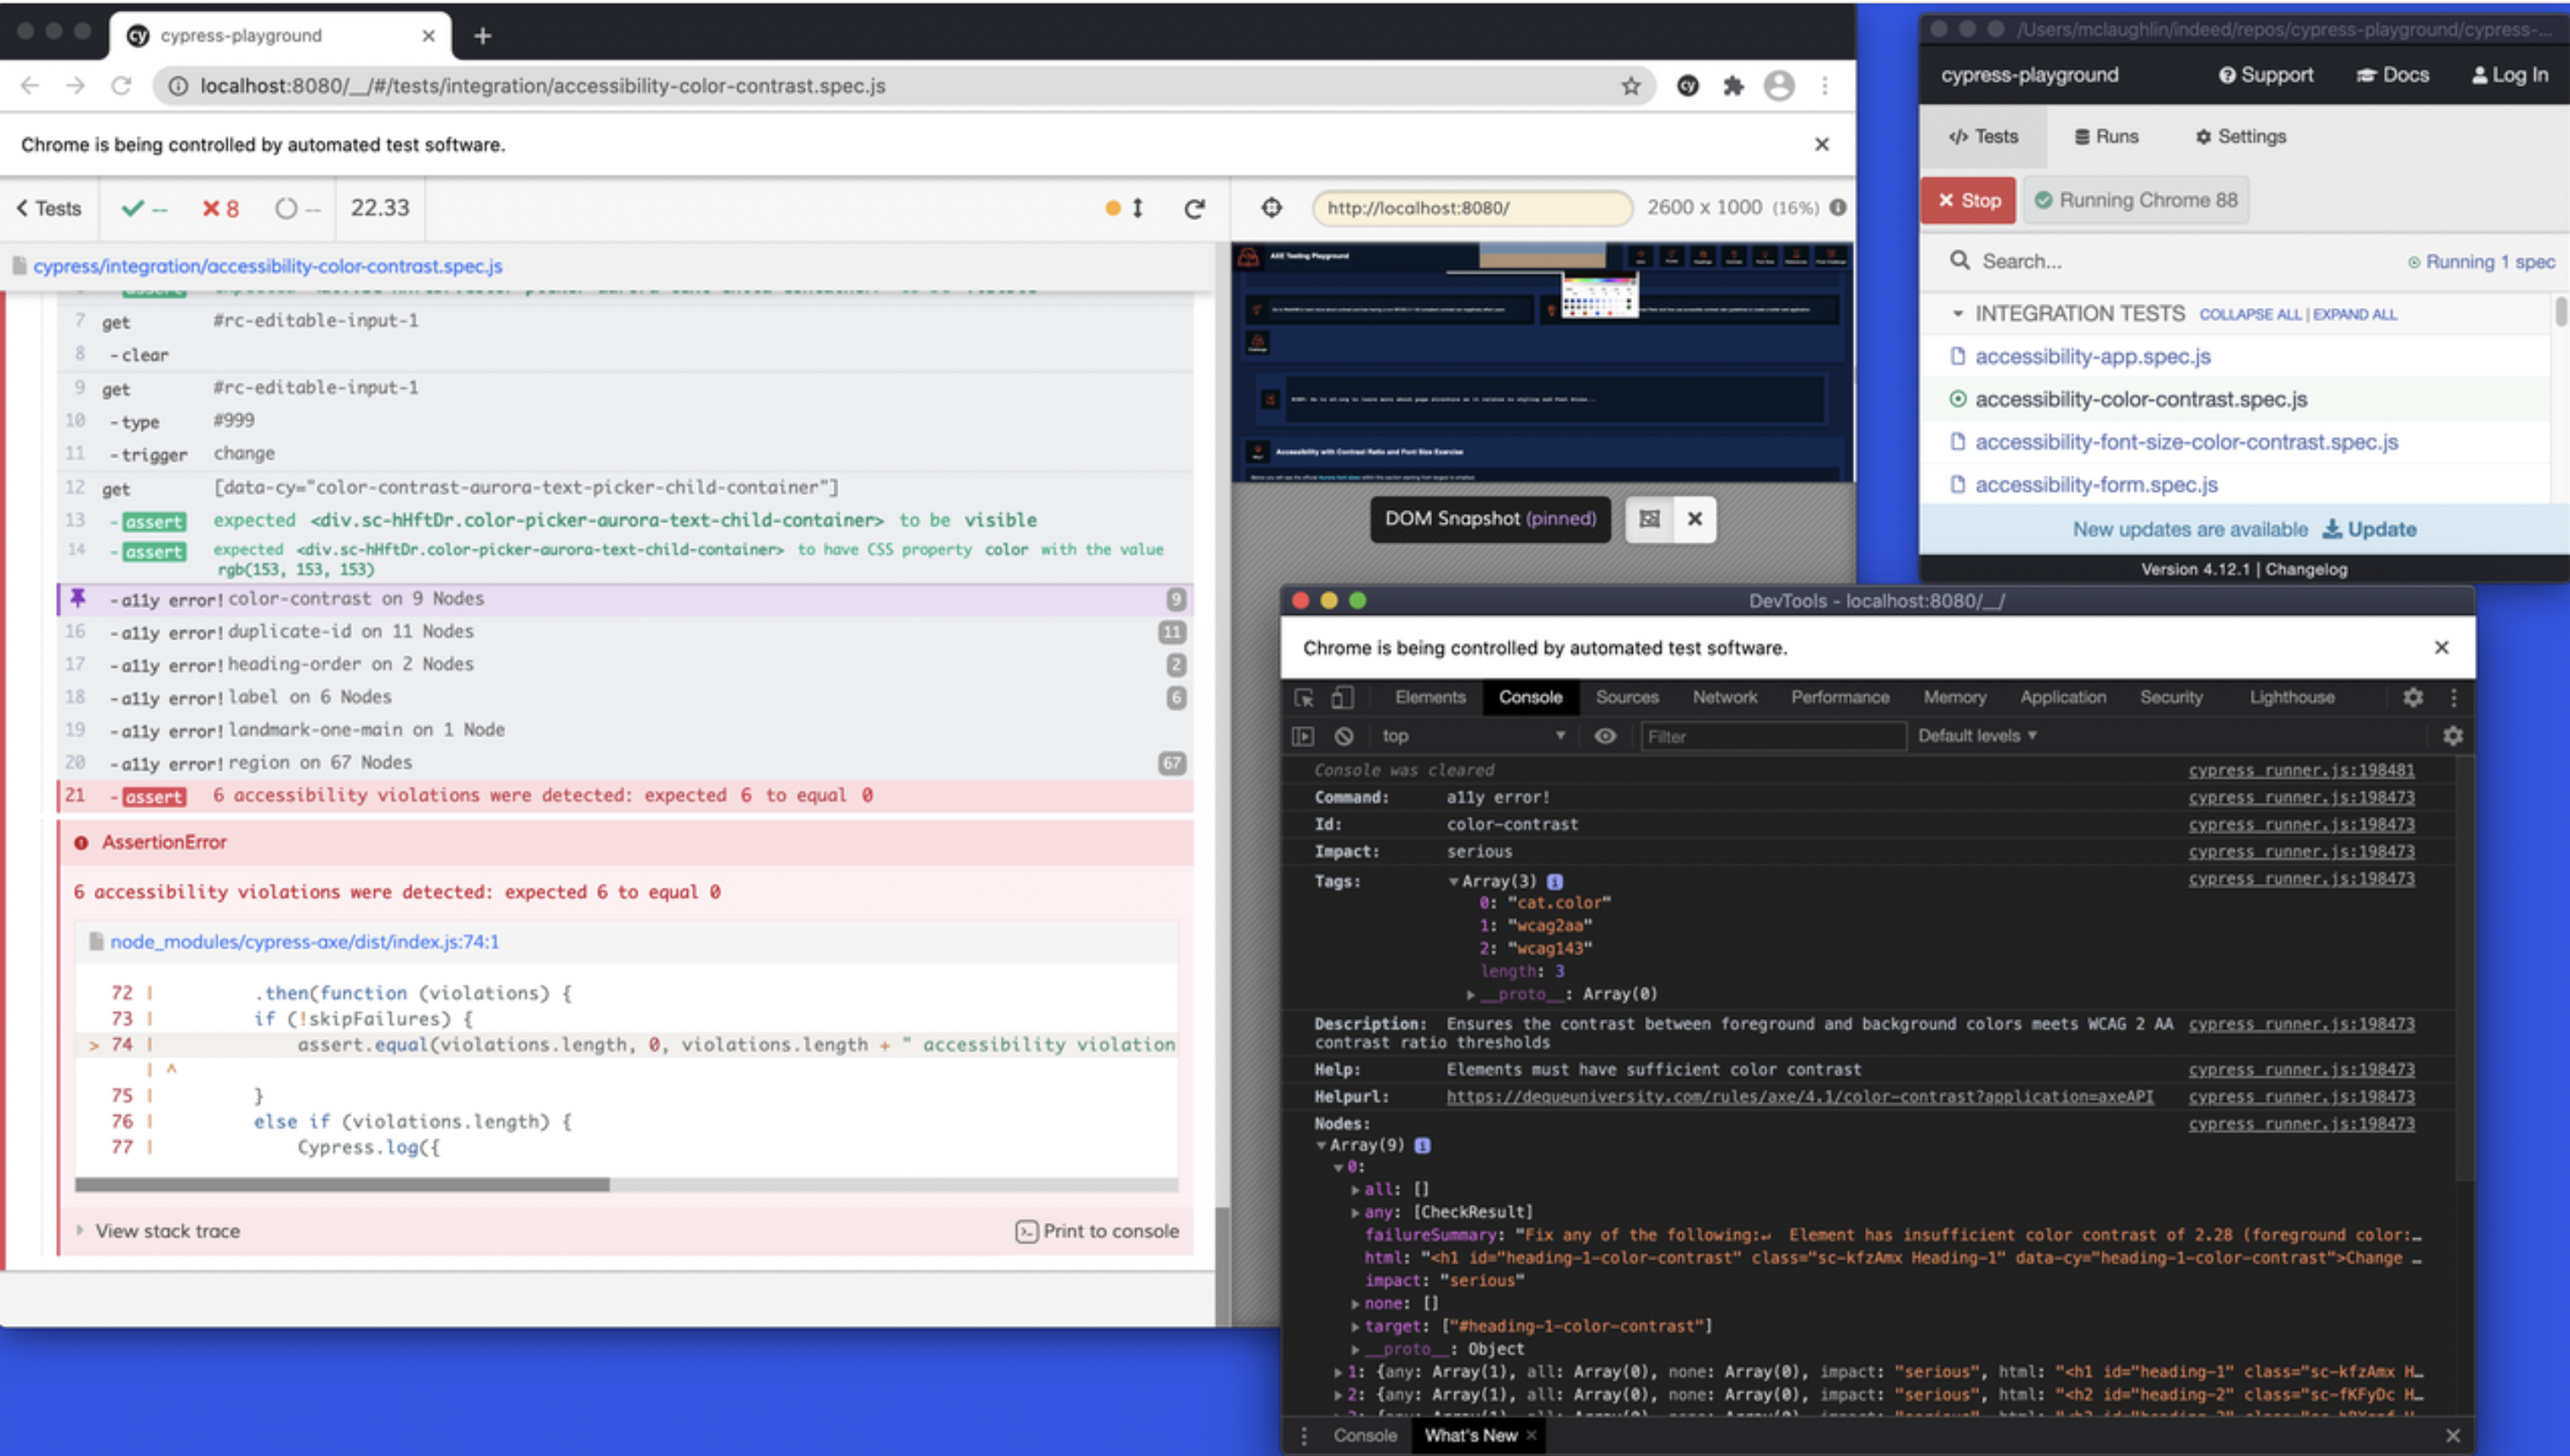 cypress-playground
localhost:8080/__/#/tests/integration/accessibility-color-contrast.spec.js
Chrome is being controlled by automated test software.
Tests -- 8 -- 22.33
cypress/integration/accessibility-color-contrast.spec.js
7 get #rc-editable-input-1
8 -clear
9 get #rc-editable-input-1
10 -type #999
11 -trigger change
12 get [data-cy="color-contrast-aurora-text-picker-child-container"]
13 -assert expected <div.sc-hHftDr.color-picker-aurora-text-child-container> to be visible
14 -assert expected <div.sc-hHftDr.color-picker-aurora-text-child-container> to have CSS property color with the value
rgb(153, 153, 153)
-a11y error! color-contrast on 9 Nodes 9
16 -a11y error! duplicate-id on 11 Nodes 11
17 -a11y error! heading-order on 2 Nodes 2
18 -a11y error! label on 6 Nodes 6
19 -a11y error! landmark-one-main on 1 Node
20 -a11y error! region on 67 Nodes 67
21 -assert 6 accessibility violations were detected: expected 6 to equal 0
AssertionError
6 accessibility violations were detected: expected 6 to equal 0
node_modules/cypress-axe/dist/index.js:74:1
72 | .then(function (violations) {
73 | if (!skipFailures) {
> 74 | assert.equal(violations.length, 0, violations.length + " accessibility violation
| ^
75 | }
76 | else if (violations.length) {
77 | Cypress.log({
View stack trace Print to console
http://localhost:8080/ 2600 x 1000 (16%)
AXE Testing Playground
Accessibility with Contrast Ratio and Font Size Exercise
DOM Snapshot (pinned)
/Users/mclaughlin/indeed/repos/cypress-playground/cypress-...
cypress-playground Support Docs Log In
Tests Runs Settings
Stop Running Chrome 88
Search... Running 1 spec
INTEGRATION TESTS COLLAPSE ALL | EXPAND ALL
accessibility-app.spec.js
accessibility-color-contrast.spec.js
accessibility-font-size-color-contrast.spec.js
accessibility-form.spec.js
New updates are available Update
Version 4.12.1 | Changelog
DevTools - localhost:8080/__/
Chrome is being controlled by automated test software.
Elements Console Sources Network Performance Memory Application Security Lighthouse
top Filter Default levels
Console was cleared cypress_runner.js:198481
Command: a11y error! cypress_runner.js:198473
Id: color-contrast cypress_runner.js:198473
Impact: serious cypress_runner.js:198473
Tags: Array(3) cypress_runner.js:198473
0: "cat.color"
1: "wcag2aa"
2: "wcag143"
length: 3
__proto__: Array(0)
Description: Ensures the contrast between foreground and background colors meets WCAG 2 AA cypress_runner.js:198473
contrast ratio thresholds
Help: Elements must have sufficient color contrast cypress_runner.js:198473
Helpurl: https://dequeuniversity.com/rules/axe/4.1/color-contrast?application=axeAPI cypress_runner.js:198473
Nodes: cypress_runner.js:198473
Array(9)
0:
all: []
any: [CheckResult]
failureSummary: "Fix any of the following:↵ Element has insufficient color contrast of 2.28 (foreground color:…
html: "<h1 id="heading-1-color-contrast" class="sc-kfzAmx Heading-1" data-cy="heading-1-color-contrast">Change …
impact: "serious"
none: []
target: ["#heading-1-color-contrast"]
__proto__: Object
1: {any: Array(1), all: Array(0), none: Array(0), impact: "serious", html: "<h1 id="heading-1" class="sc-kfzAmx H…
2: {any: Array(1), all: Array(0), none: Array(0), impact: "serious", html: "<h2 id="heading-2" class="sc-fKFyDc H…
Console What's New